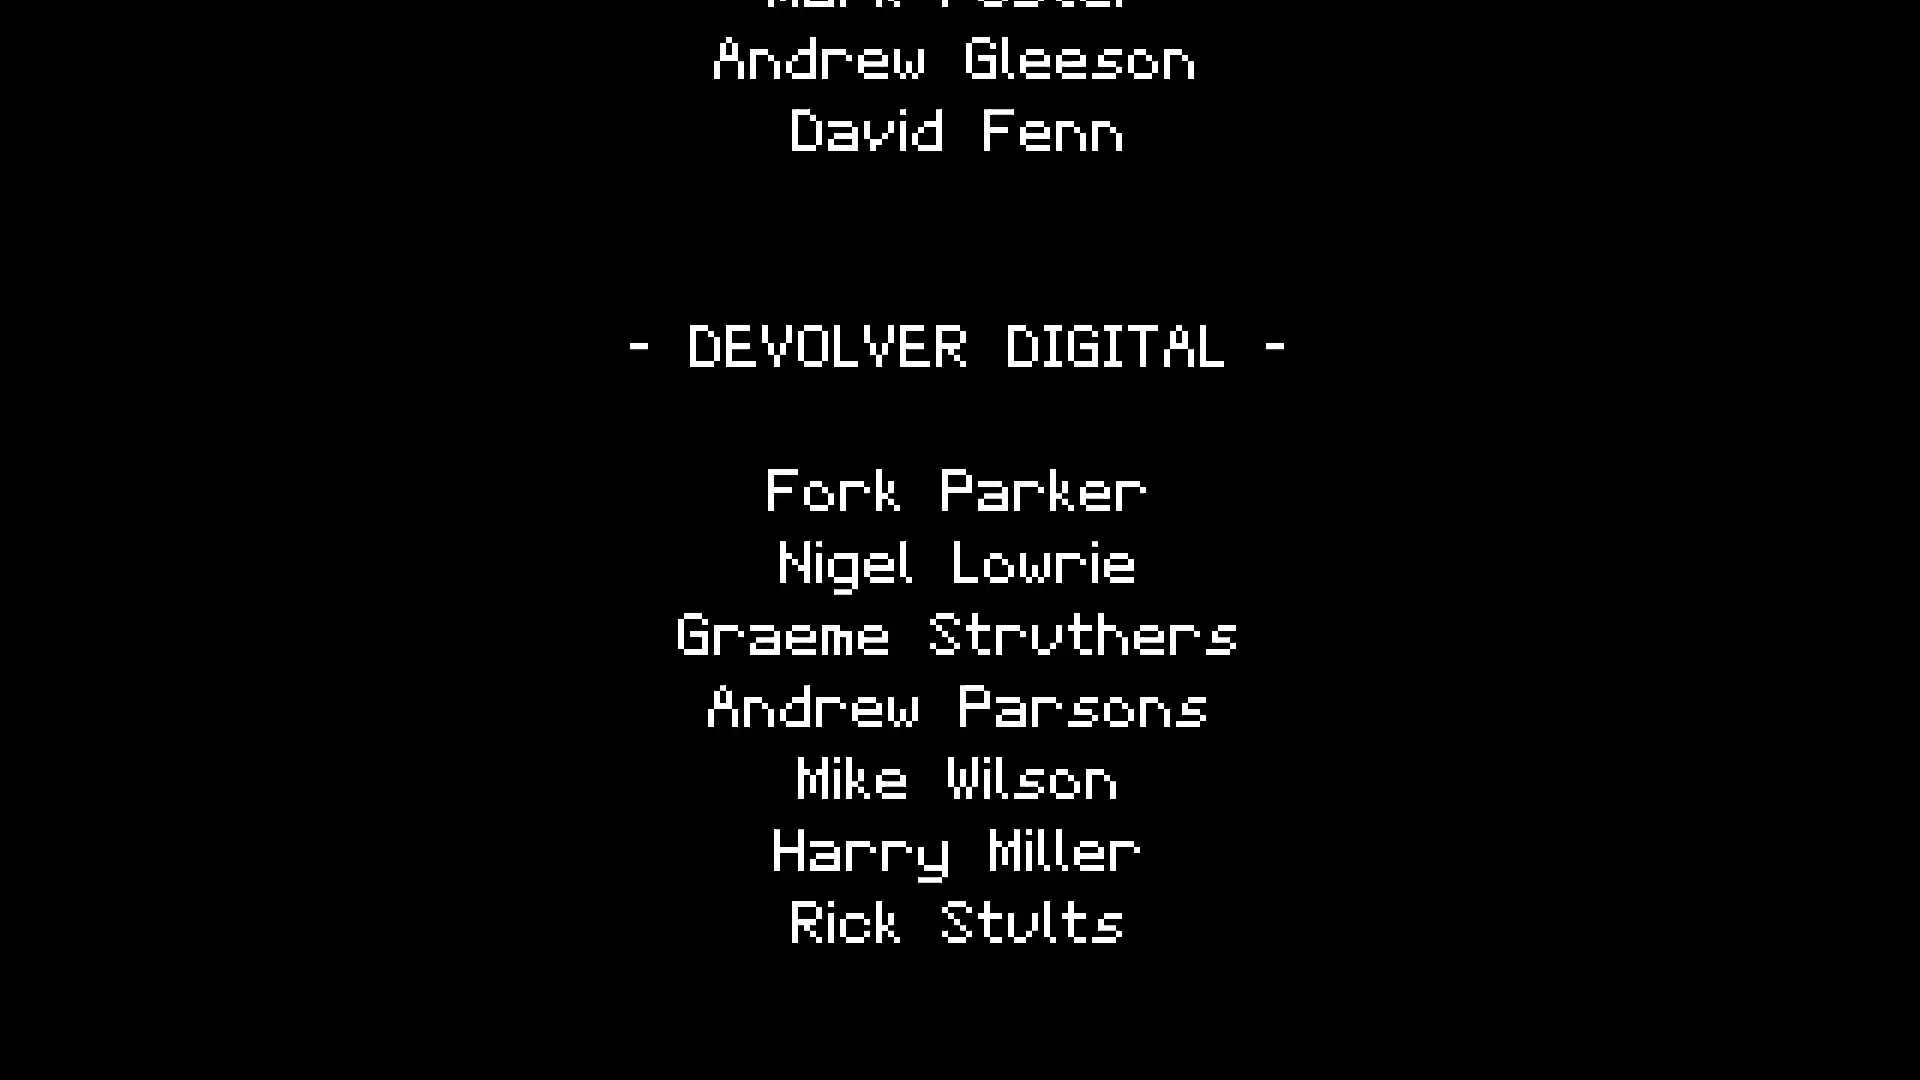 Andrew Gleeson
David Fenn
- DEVOLVER DIGITAL -
Fork Parker
Nigel Lowrie
Graeme Struthers
Andrew Parsons
Mike Wilson
Harry Miller
Rick Stults